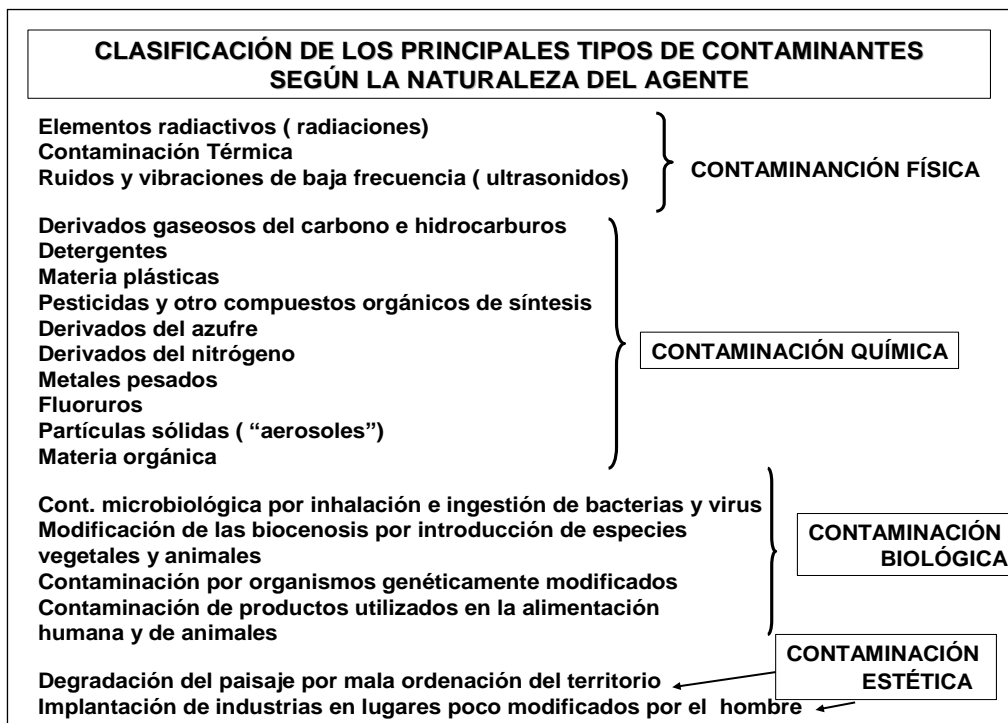 CLASIFICACIÓN DE LOS PRINCIPALES TIPOS DE CONTAMINANTES
SEGÚN LA NATURALEZA DEL AGENTE
Elementos radiactivos ( radiaciones)
Contaminación Térmica
Ruidos y vibraciones de baja frecuencia ( ultrasonidos)
CONTAMINANCIÓN FÍSICA
Derivados gaseosos del carbono e hidrocarburos
Detergentes
Materia plásticas
Pesticidas y otro compuestos orgánicos de síntesis
Derivados del azufre
Derivados del nitrógeno
Metales pesados
Fluoruros
Partículas sólidas ( “aerosoles”)
Materia orgánica
CONTAMINACIÓN QUÍMICA
Cont. microbiológica por inhalación e ingestión de bacterias y virus
Modificación de las biocenosis por introducción de especies
vegetales y animales
Contaminación por organismos genéticamente modificados
Contaminación de productos utilizados en la alimentación
humana y de animales
CONTAMINACIÓN
BIOLÓGICA
Degradación del paisaje por mala ordenación del territorio
Implantación de industrias en lugares poco modificados por el hombre
CONTAMINACIÓN
ESTÉTICA